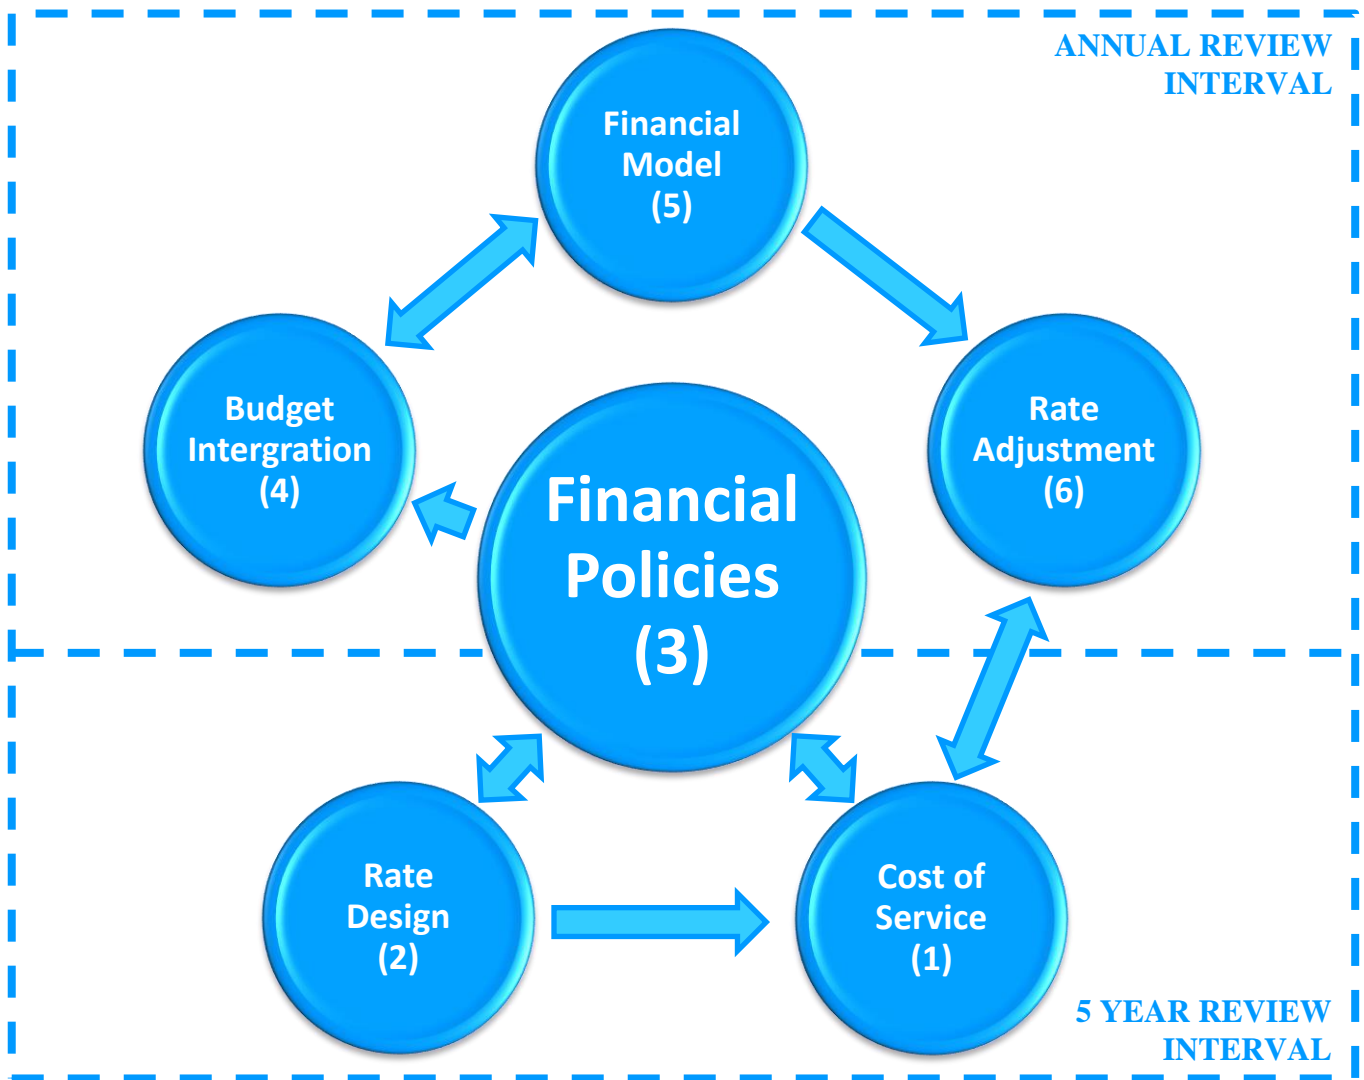 ANNUAL REVIEW
INTERVAL
Financial
Model
(5)
Budget
Intergration
(4)
Rate
Adjustment
(6)
Financial
Policies
(3)
Rate
Design
(2)
Cost of
Service
(1)
5 YEAR REVIEW
INTERVAL